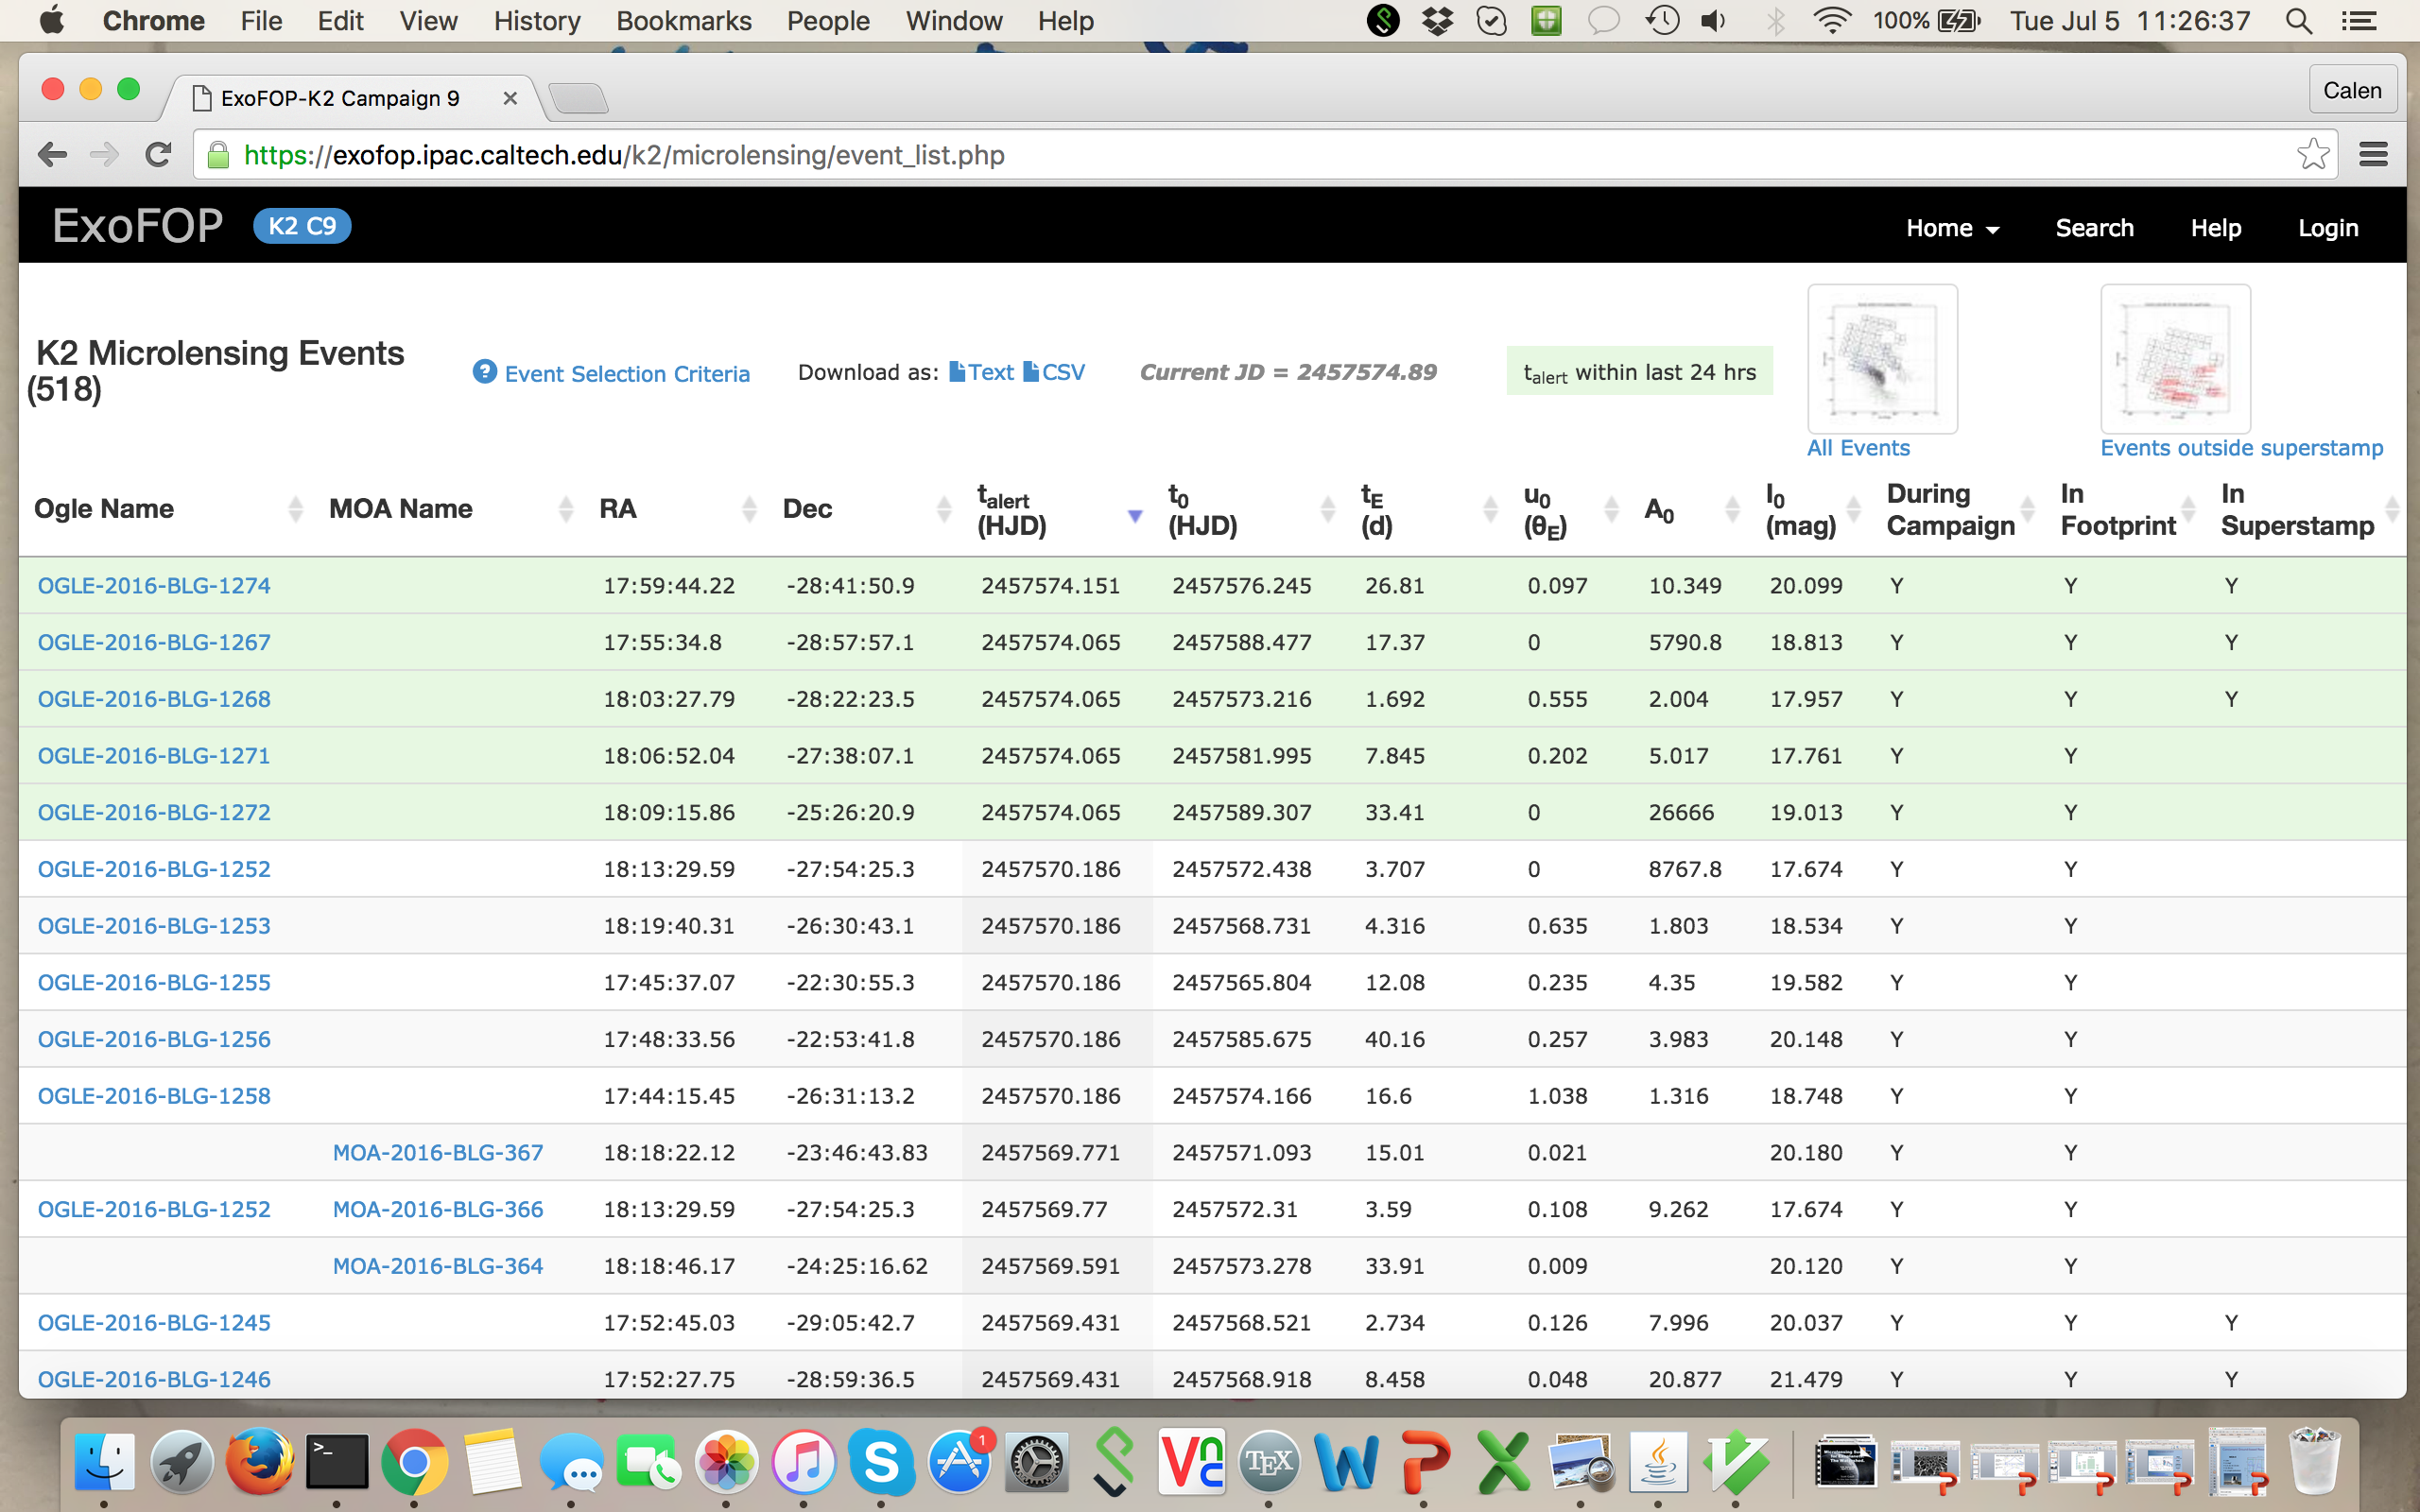 Chrome File Edit View History Bookmarks People Window Help 100% Tue Jul 5 11:26:37
ExoFOP-K2 Campaign 9 Calen
https://exofop.ipac.caltech.edu/k2/microlensing/event_list.php
ExoFOP K2 C9 Home Search Help Login
K2 Microlensing Events
(518)
? Event Selection Criteria Download as: Text CSV Current JD = 2457574.89 talert within last 24 hrs
All Events Events outside superstamp
Ogle Name MOA Name RA Dec talert (HJD) t0 (HJD) tE (d) u0 (θE) A0 I0 (mag) During Campaign In Footprint In Superstamp
OGLE-2016-BLG-1274 17:59:44.22 -28:41:50.9 2457574.151 2457576.245 26.81 0.097 10.349 20.099 Y Y Y
OGLE-2016-BLG-1267 17:55:34.8 -28:57:57.1 2457574.065 2457588.477 17.37 0 5790.8 18.813 Y Y Y
OGLE-2016-BLG-1268 18:03:27.79 -28:22:23.5 2457574.065 2457573.216 1.692 0.555 2.004 17.957 Y Y Y
OGLE-2016-BLG-1271 18:06:52.04 -27:38:07.1 2457574.065 2457581.995 7.845 0.202 5.017 17.761 Y Y
OGLE-2016-BLG-1272 18:09:15.86 -25:26:20.9 2457574.065 2457589.307 33.41 0 26666 19.013 Y Y
OGLE-2016-BLG-1252 18:13:29.59 -27:54:25.3 2457570.186 2457572.438 3.707 0 8767.8 17.674 Y Y
OGLE-2016-BLG-1253 18:19:40.31 -26:30:43.1 2457570.186 2457568.731 4.316 0.635 1.803 18.534 Y Y
OGLE-2016-BLG-1255 17:45:37.07 -22:30:55.3 2457570.186 2457565.804 12.08 0.235 4.35 19.582 Y Y
OGLE-2016-BLG-1256 17:48:33.56 -22:53:41.8 2457570.186 2457585.675 40.16 0.257 3.983 20.148 Y Y
OGLE-2016-BLG-1258 17:44:15.45 -26:31:13.2 2457570.186 2457574.166 16.6 1.038 1.316 18.748 Y Y
MOA-2016-BLG-367 18:18:22.12 -23:46:43.83 2457569.771 2457571.093 15.01 0.021 20.180 Y Y
OGLE-2016-BLG-1252 MOA-2016-BLG-366 18:13:29.59 -27:54:25.3 2457569.77 2457572.31 3.59 0.108 9.262 17.674 Y Y
MOA-2016-BLG-364 18:18:46.17 -24:25:16.62 2457569.591 2457573.278 33.91 0.009 20.120 Y Y
OGLE-2016-BLG-1245 17:52:45.03 -29:05:42.7 2457569.431 2457568.521 2.734 0.126 7.996 20.037 Y Y Y
OGLE-2016-BLG-1246 17:52:27.75 -28:59:36.5 2457569.431 2457568.918 8.458 0.048 20.877 21.479 Y Y Y
>_ S 1 Vnc TEX W P X